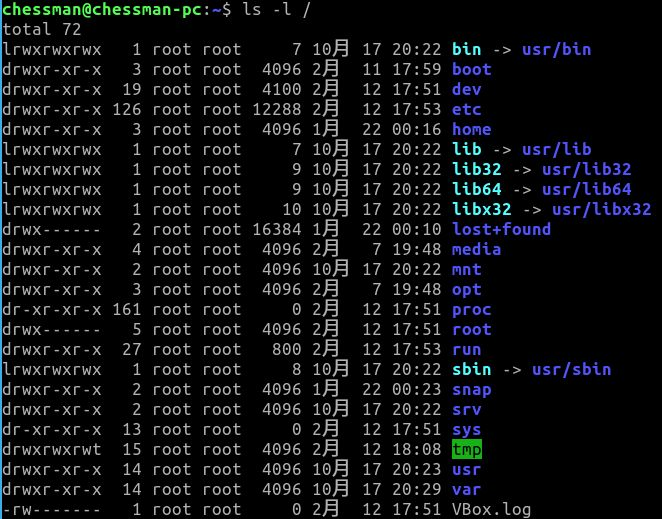 chessman@chessman-pc:~$ ls -l /
total 72
lrwxrwxrwx   1 root root     7 10月 17 20:22 bin -> usr/bin
drwxr-xr-x   3 root root  4096 2月  11 17:59 boot
drwxr-xr-x  19 root root  4100 2月  12 17:51 dev
drwxr-xr-x 126 root root 12288 2月  12 17:53 etc
drwxr-xr-x   3 root root  4096 1月  22 00:16 home
lrwxrwxrwx   1 root root     7 10月 17 20:22 lib -> usr/lib
lrwxrwxrwx   1 root root     9 10月 17 20:22 lib32 -> usr/lib32
lrwxrwxrwx   1 root root     9 10月 17 20:22 lib64 -> usr/lib64
lrwxrwxrwx   1 root root    10 10月 17 20:22 libx32 -> usr/libx32
drwx------   2 root root 16384 1月  22 00:10 lost+found
drwxr-xr-x   4 root root  4096 2月   7 19:48 media
drwxr-xr-x   2 root root  4096 10月 17 20:22 mnt
drwxr-xr-x   3 root root  4096 2月   7 19:48 opt
dr-xr-xr-x 161 root root     0 2月  12 17:51 proc
drwx------   5 root root  4096 2月  12 17:51 root
drwxr-xr-x  27 root root   800 2月  12 17:53 run
lrwxrwxrwx   1 root root     8 10月 17 20:22 sbin -> usr/sbin
drwxr-xr-x   2 root root  4096 1月  22 00:23 snap
drwxr-xr-x   2 root root  4096 10月 17 20:22 srv
dr-xr-xr-x  13 root root     0 2月  12 17:51 sys
drwxrwxrwt  15 root root  4096 2月  12 18:08 tmp
drwxr-xr-x  14 root root  4096 10月 17 20:23 usr
drwxr-xr-x  14 root root  4096 10月 17 20:29 var
-rw-------   1 root root     0 2月  12 17:51 VBox.log